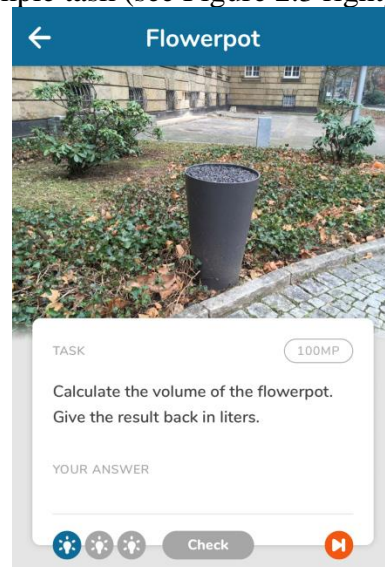 Flowerpot
TASK
100MP
Calculate the volume of the flowerpot.
Give the result back in liters.
YOUR ANSWER
Check